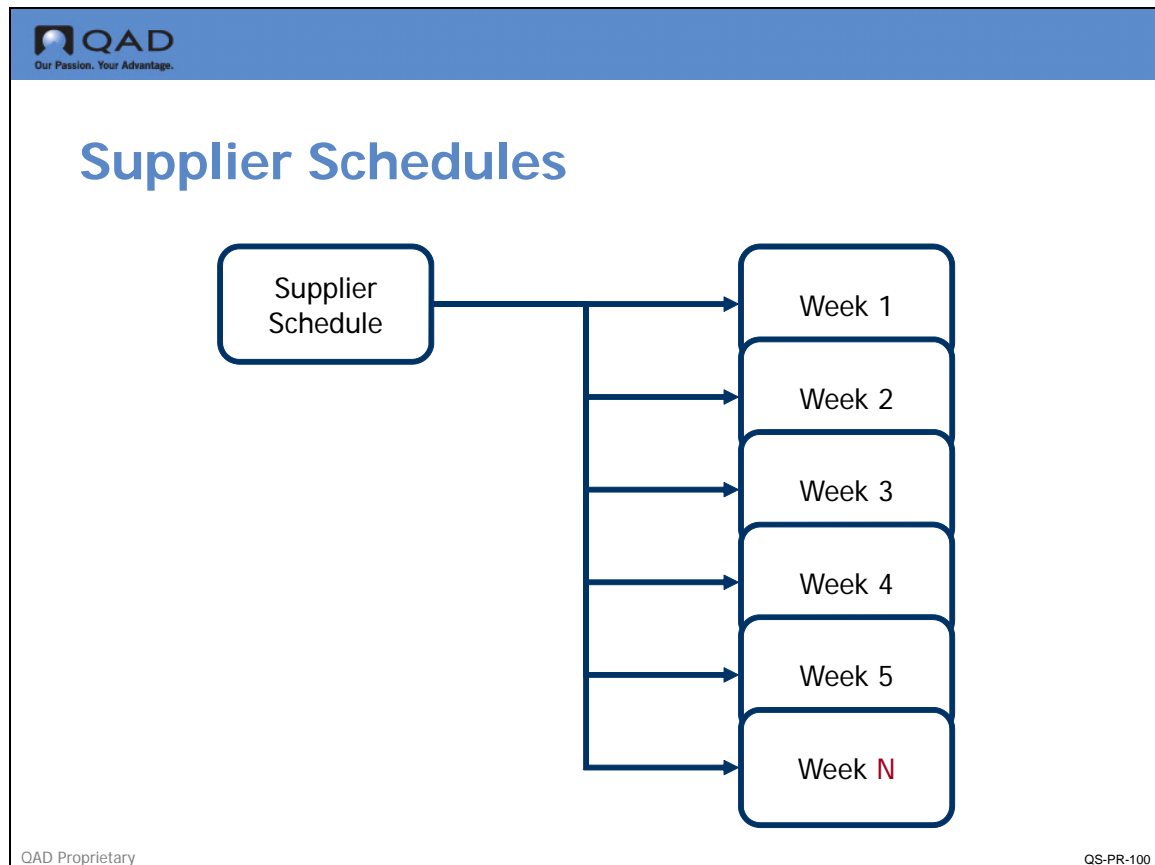 QAD
Our Passion. Your Advantage.
Supplier Schedules
Supplier
Schedule
Week 1
Week 2
Week 3
Week 4
Week 5
Week N
QAD Proprietary
QS-PR-100